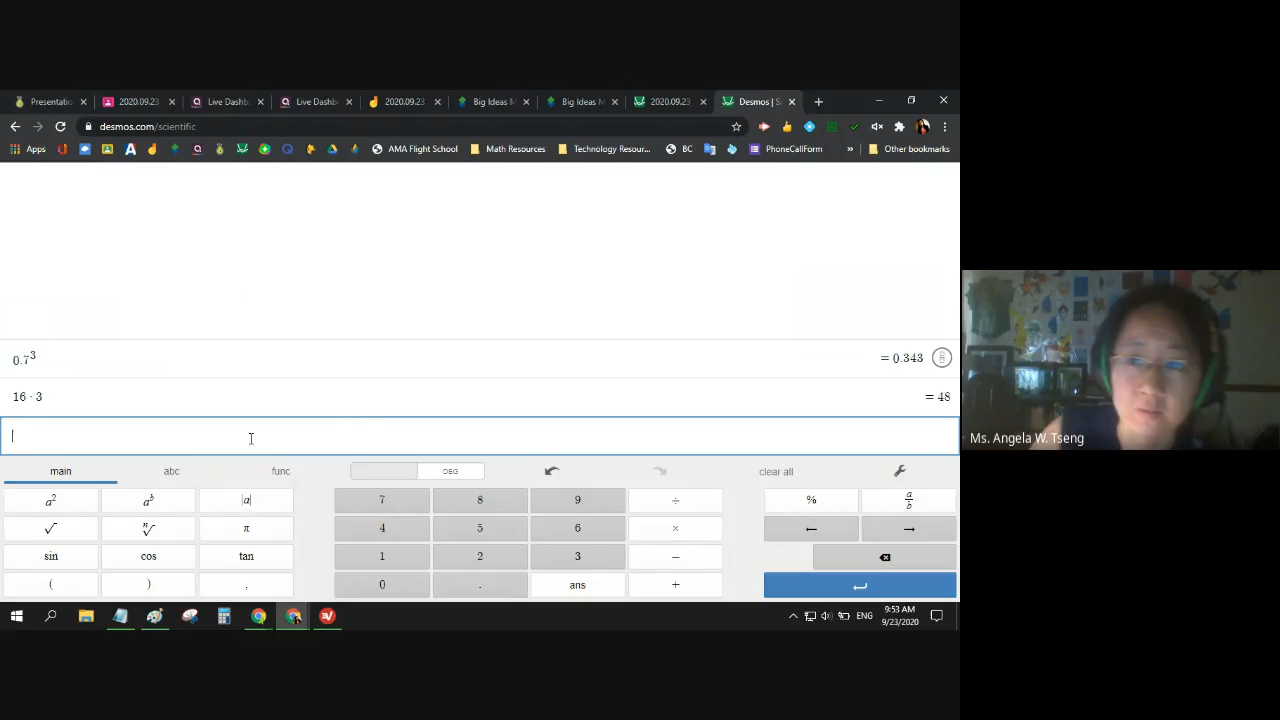 Presentatio
2020.09.23
Live Dashb
Live Dashb
2020.09.23
Big Ideas M
Big Ideas M
2020.09.23
Desmos | S
desmos.com/scientific
Apps
AMA Flight School
Math Resources
Technology Resour...
BC
PhoneCallForm
»
Other bookmarks
0.7³ = 0.343
16 · 3 = 48
main abc func DEG clear all
a² aᵇ |a| 7 8 9 ÷ % a/b
√ ⁿ√ π 4 5 6 × ← →
sin cos tan 1 2 3 −
( ) , 0 . ans +
ENG
9:53 AM
9/23/2020
Ms. Angela W. Tseng